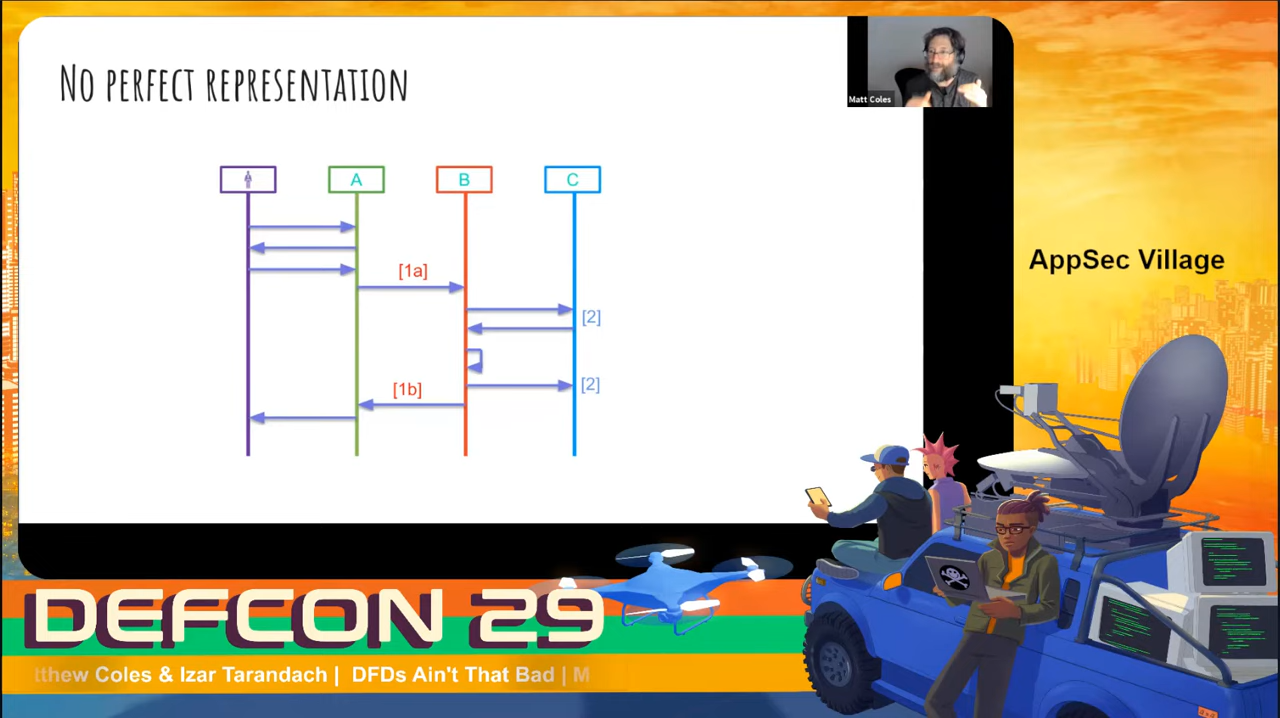 NO PERFECT REPRESENTATION
Matt Coles
A
B
C
[1a]
[2]
[1b]
[2]
AppSec Village
DEFCON 29
tthew Coles & Izar Tarandach | DFDs Ain't That Bad | M